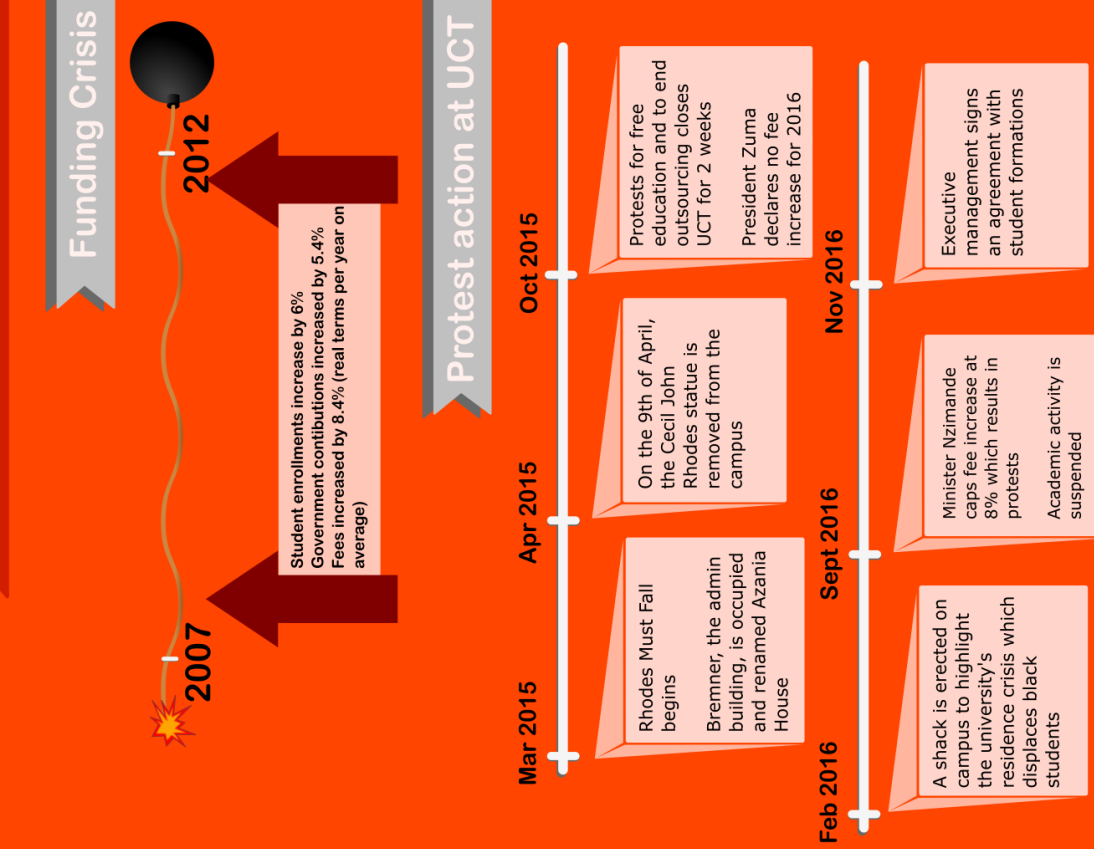 Funding Crisis
2007
2012
Student enrollments increase by 6%
Government contibutions increased by 5.4%
Fees increased by 8.4% (real terms per year on
average)
Protest action at UCT
Mar 2015
Rhodes Must Fall
begins
Bremner, the admin
building, is occupied
and renamed Azania
House
Apr 2015
On the 9th of April,
the Cecil John
Rhodes statue is
removed from the
campus
Oct 2015
Protests for free
education and to end
outsourcing closes
UCT for 2 weeks
President Zuma
declares no fee
increase for 2016
Feb 2016
A shack is erected on
campus to highlight
the university's
residence crisis which
displaces black
students
Sept 2016
Minister Nzimande
caps fee increase at
8% which results in
protests
Academic activity is
suspended
Nov 2016
Executive
management signs
an agreement with
student formations